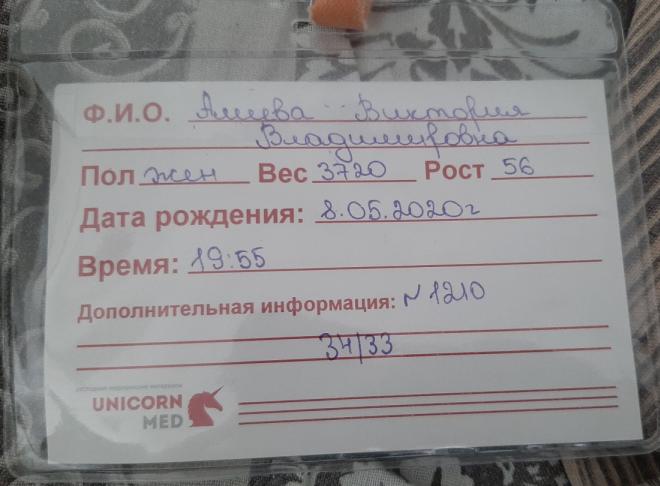 Ф.И.О. Алиева Виктория
Владимировна
Пол жен Вес 3720 Рост 56
Дата рождения: 8.05.2020г
Время: 19:55
Дополнительная информация: N 1210
34/33
UNICORN
MED